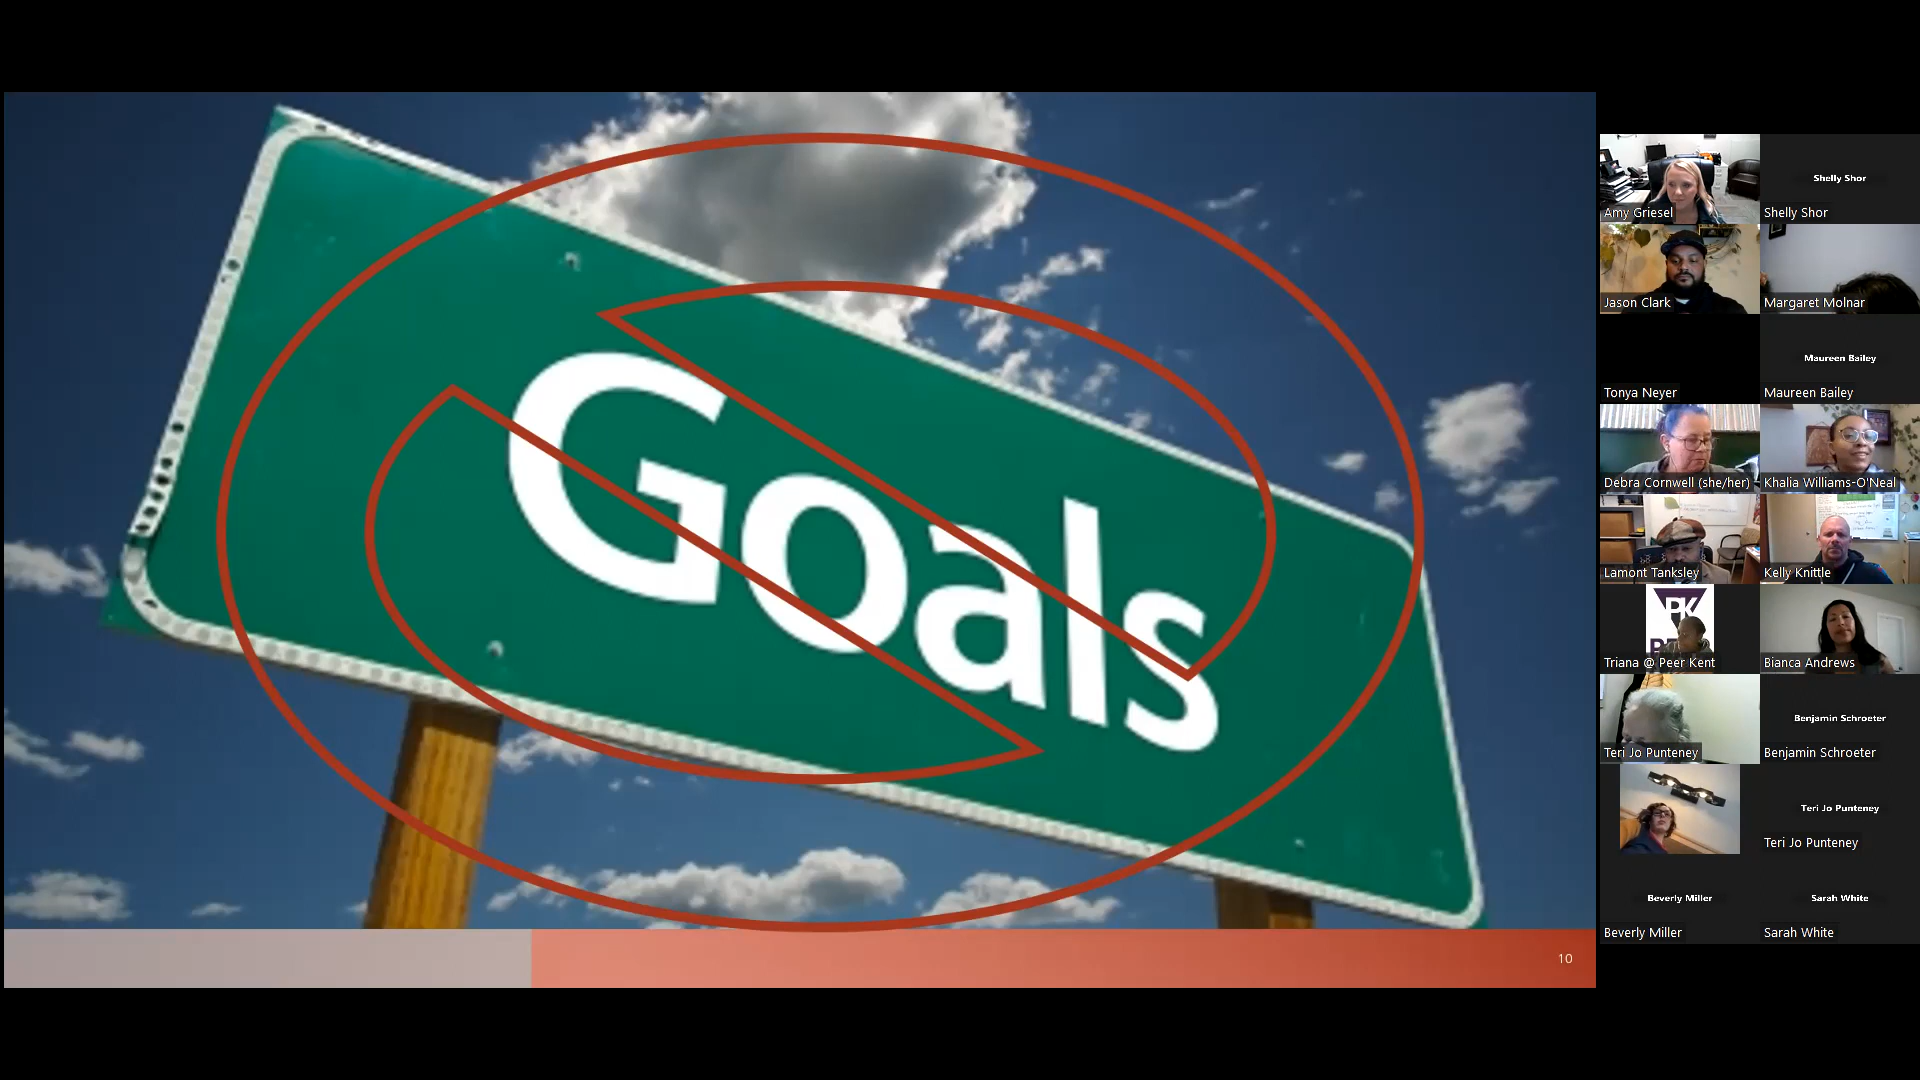 Goals
10
Amy Griesel
Shelly Shor
Shelly Shor
Jason Clark
Margaret Molnar
Tonya Neyer
Maureen Bailey
Maureen Bailey
Debra Cornwell (she/her)
Khalia Williams-O'Neal
Lamont Tanksley
Kelly Knittle
PK
Triana @ Peer Kent
Bianca Andrews
Teri Jo Punteney
Benjamin Schroeter
Benjamin Schroeter
Teri Jo Punteney
Teri Jo Punteney
Beverly Miller
Beverly Miller
Sarah White
Sarah White